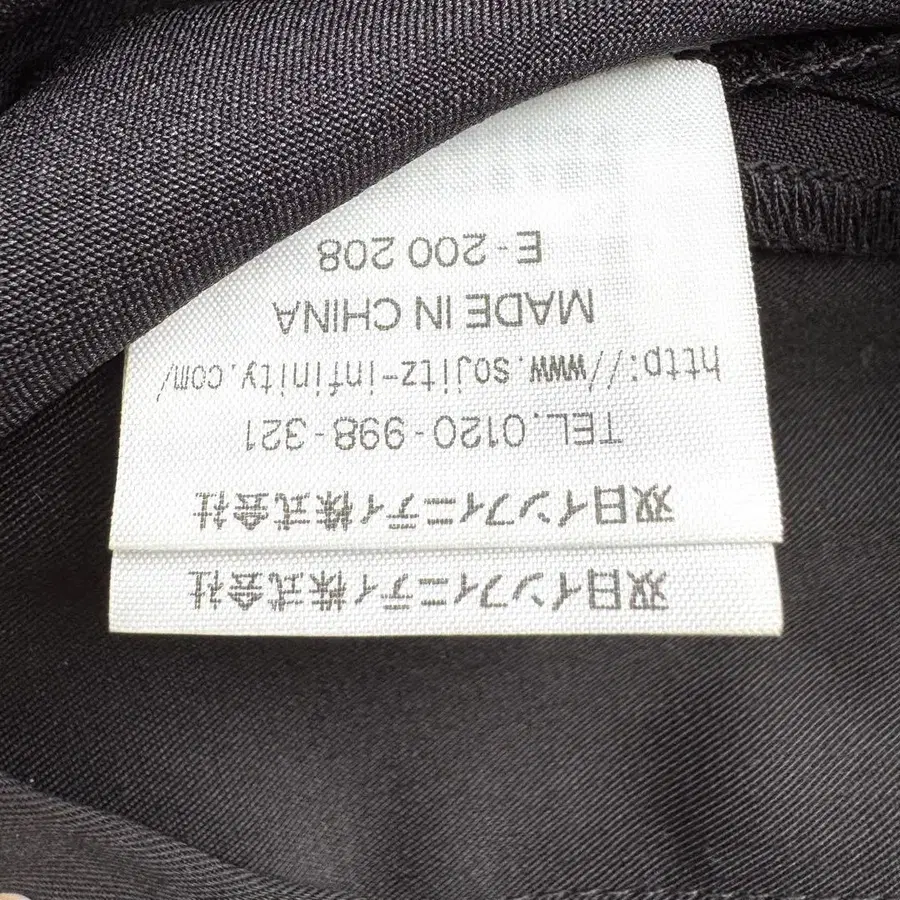 双日インフィニティ株式会社
双日インフィニティ株式会社
TEL.0120-998-321
http://www.sojitz-infinity.com/
MADE IN CHINA
E-200 208